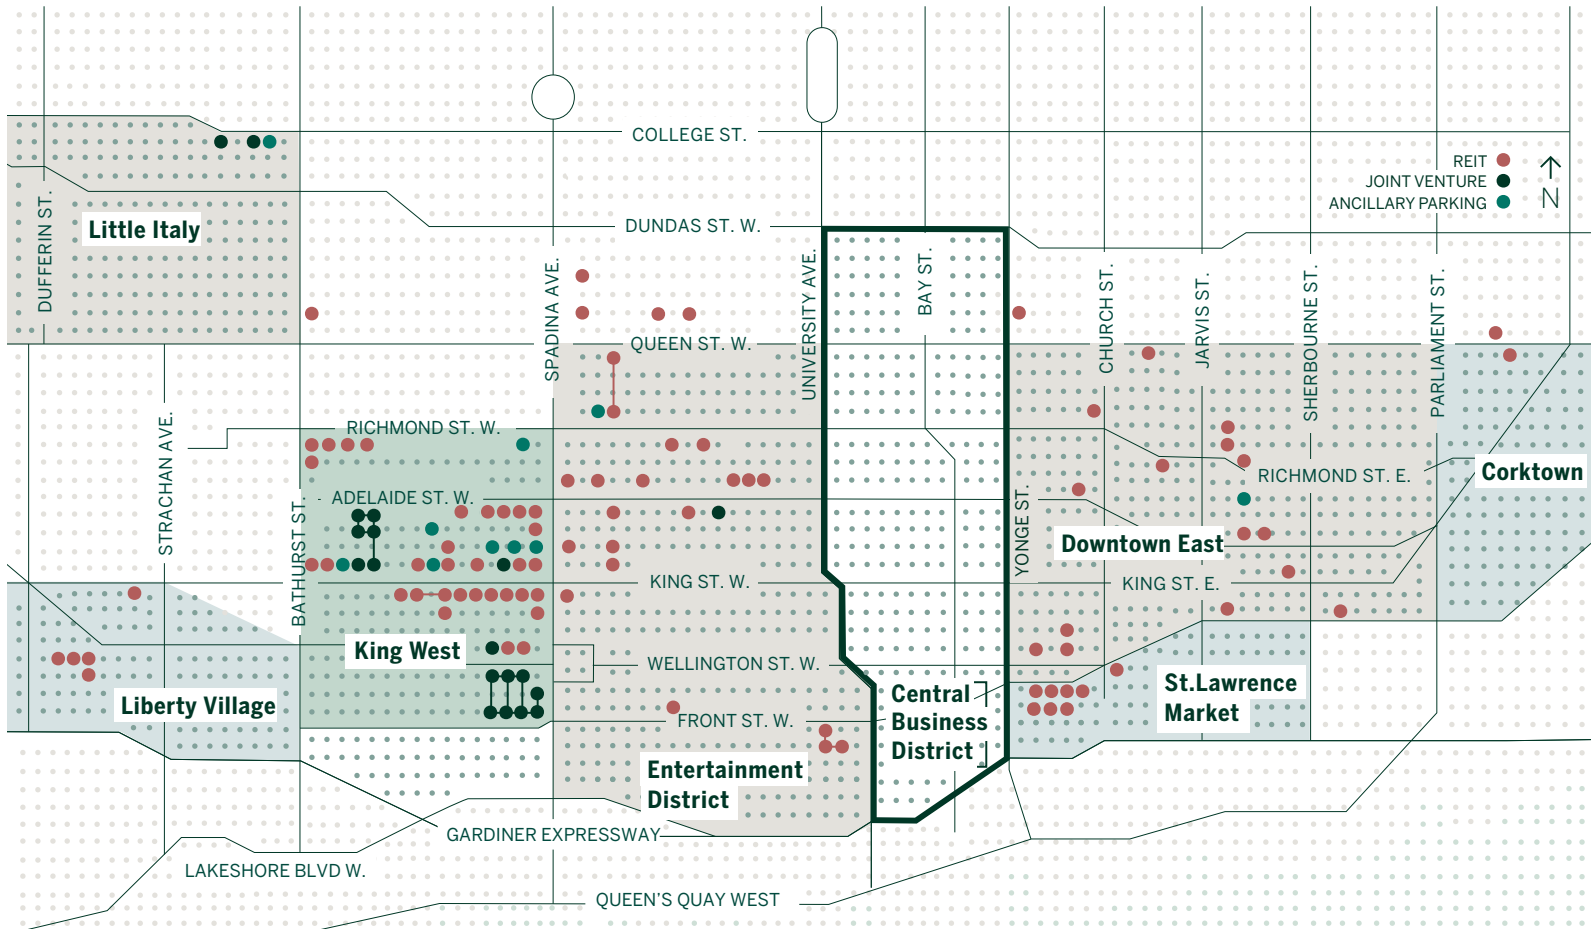 COLLEGE ST.
REIT
JOINT VENTURE
ANCILLARY PARKING
N
DUFFERIN ST.
Little Italy
DUNDAS ST. W.
SPADINA AVE.
UNIVERSITY AVE.
BAY ST.
CHURCH ST.
JARVIS ST.
SHERBOURNE ST.
PARLIAMENT ST.
QUEEN ST. W.
STRACHAN AVE.
RICHMOND ST. W.
RICHMOND ST. E.
Corktown
ADELAIDE ST. W.
BATHURST ST.
YONGE ST.
Downtown East
KING ST. W.
KING ST. E.
King West
WELLINGTON ST. W.
Liberty Village
Central
Business
District
St.Lawrence
Market
FRONT ST. W.
Entertainment
District
GARDINER EXPRESSWAY
LAKESHORE BLVD W.
QUEEN'S QUAY WEST